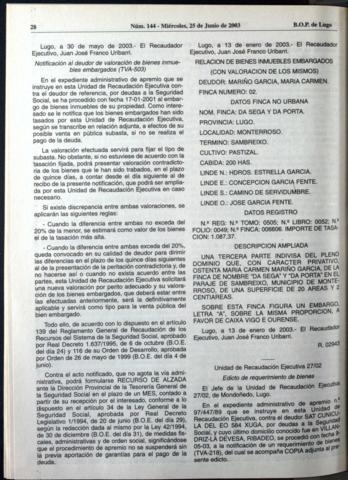 28
Núm. 144 - Miércoles, 25 de Junio de 2003
B.O.P. de Lugo
Lugo, a 30 de mayo de 2003.- El Recaudador
Ejecutivo, Juan José Franco Uribarri.
Notificación al deudor de valoración de bienes inmue-
bles embargados (TVA-503)
En el expediente administrativo de apremio que se
instruye en esta Unidad de Recaudación Ejecutiva con-
tra el deudor de referencia, por deudas a la Seguridad
Social, se ha procedido con fecha 17-01-2001 al embar-
go de bienes inmuebles de su propiedad. Como intere-
sado se le notifica que los bienes embargados han sido
tasados por esta Unidad de Recaudación Ejecutiva,
según se transcribe en relación adjunta, a efectos de su
posible venta en pública subasta, si no se realiza el
pago de la deuda.
La valoración efectuada servirá para fijar el tipo de
subasta. No obstante, si no estuviese de acuerdo con la
tasación fijada, podrá presentar valoración contradicto-
ria de los bienes que le han sido trabados, en el plazo
de quince días, a contar desde el día siguiente al de
recibo de la presente notificación, que podrá ser amplia-
da por esta Unidad de Recaudación Ejecutiva en caso
necesario.
Si existe discrepancia entre ambas valoraciones, se
aplicarán las siguientes reglas:
- Cuando la diferencia entre ambas no exceda del
20% de la menor, se estimará como valor de los bienes
el de la tasación más alta.
- Cuando la diferencia entre ambas exceda del 20%,
queda convocado en su calidad de deudor para dirimir
las diferencias en el plazo de los quince días siguientes
al de la presentación de la peritación contradictoria y, de
no hacerse así o cuando no exista acuerdo entre las
partes, esta Unidad de Recaudación Ejecutiva solicitará
una nueva valoración por perito adecuado y su valora-
ción de los bienes embargados, que deberá estar entre
las efectuadas anteriormente, será la definitivamente
aplicable y servirá como tipo para la venta pública del
bien embargado.
Todo ello, de acuerdo con lo dispuesto en el artículo
139 del Reglamento General de Recaudación de los
Recursos del Sistema de la Seguridad Social, aprobado
por Real Decreto 1.637/1995, de 6 de octubre (B.O.E.
del día 24) y 116 de su Orden de Desarrollo, aprobada
por Orden de 26 de mayo de 1999 (B.O.E. del día 4 de
junio).
Contra el acto notificado, que no agota la vía admi-
nistrativa, podrá formularse RECURSO DE ALZADA
ante la Dirección Provincial de la Tesorería General de
la Seguridad Social en el plazo de un MES, contado a
partir de su recepción por el interesado, conforme a lo
dispuesto en el artículo 34 de la Ley General de la
Seguridad Social, aprobada por Real Decreto
Legislativo 1/1994, de 20 de junio (B.O.E. del día 29),
según la redacción dada al mismo por la Ley 42/1994,
de 30 de diciembre (B.O.E. del día 31), de medidas fis-
cales, administrativas y de orden social, significándose
que el procedimiento de apremio no se suspenderá sin
la previa aportación de garantías para el pago de la
deuda.
Lugo, a 13 de enero de 2003.- El Recaudador
Ejecutivo, Juan José Franco Uribarri.
RELACION DE BIENES INMUEBLES EMBARGADOS
(CON VALORACION DE LOS MISMOS)
DEUDOR: MARIÑO GARCIA, MARIA CARMEN.
FINCA NUMERO: 02.
DATOS FINCA NO URBANA
NOM. FINCA: DA SEGA Y DA PORTA.
PROVINCIA: LUGO.
LOCALIDAD: MONTERROSO.
TERMINO: SAMBREIXO.
CULTIVO: PASTIZAL.
CABIDA: 200 HAS.
LINDE N.: HDROS. ESTRELLA GARCIA.
LINDE E.: CONCEPCION GARCIA FENTE.
LINDE S.: CAMINO DE SERVIDUMBRE.
LINDE O.: JOSE GARCIA FENTE.
DATOS REGISTRO
N.º REG: N.º TOMO: 0505; N.º LIBRO: 0052; N.º
FOLIO: 0049; N.º FINCA: 006606. IMPORTE DE TASA-
CION: 1.087,37.
DESCRIPCION AMPLIADA
UNA TERCERA PARTE INDIVISA DEL PLENO
DOMINIO QUE, CON CARACTER PRIVATIVO,
OSTENTA MARIA CARMEN MARIÑO GARCIA, DE LA
FINCA DE NOMBRE "DA SEGA" Y "DA PORTA" EN EL
PARAJE DE SAMBREIXO, MUNICIPIO DE MONTE-
RROSO, DE UNA SUPERFICIE DE 20 AREAS Y 2
CENTIAREAS.
SOBRE ESTA FINCA FIGURA UN EMBARGO,
LETRA "A", SOBRE LA MISMA PROPORCION, A
FAVOR DE CAIXA VIGO E OURENSE.
Lugo, a 13 de enero de 2003.- El Recaudador
Ejecutivo, Juan José Franco Uribarri.
R. 02943
Unidad de Recaudación Ejecutiva 27/02
Edicto de requerimiento de bienes
El Jefe de la Unidad de Recaudación Ejecutiva
27/02, de Mondoñedo, Lugo.
En el expediente administrativo de apremio n.º
97/447/89 que se instruye en esta Unidad de
Recaudación Ejecutiva, contra el deudor SAT CUNICU-
LA DEL EO 584 XUGA, por deudas a la Seguridad
Social, y cuyo último domicilio conocido fue en VILLAN-
DRIZ-LA DEVESA, RIBADEO, se procedió con fecha
05-03, a la notificación de un requerimiento de bienes
(TVA-218), del cual se acompaña COPIA adjunta al pre-
sente edicto.